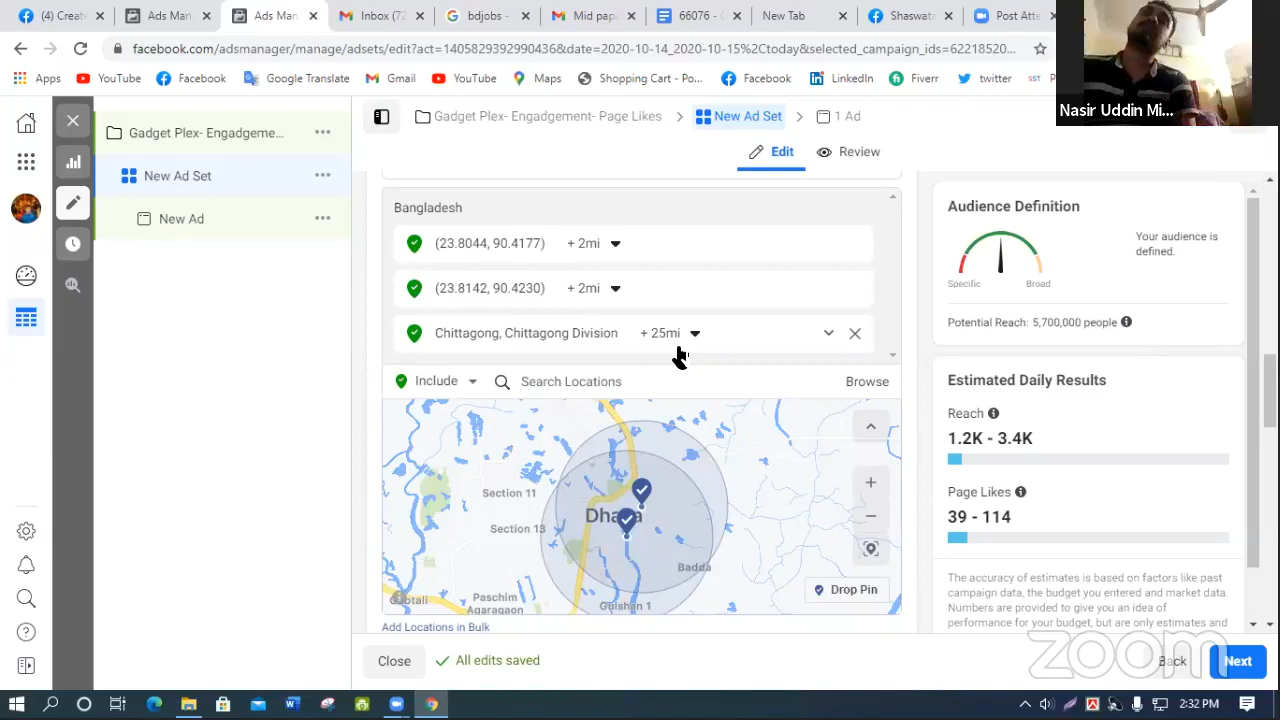 (4) Create
Ads Man
Ads Man
Inbox (7
bdjobs -
Mid pap
66076 - (
New Tab
Shaswata
Post Atte
facebook.com/adsmanager/manage/adsets/edit?act=1405829392990436&date=2020-10-14_2020-10-15%2Ctoday&selected_campaign_ids=62218520...
Apps
YouTube
Facebook
Google Translate
Gmail
YouTube
Maps
Shopping Cart - Po...
Facebook
LinkedIn
Fiverr
twitter
SST
Nasir Uddin Mi...
Gadget Plex- Engadgeme...
New Ad Set
New Ad
Gadget Plex- Engadgement- Page Likes
New Ad Set
1 Ad
Edit
Review
Bangladesh
(23.8044, 90.4177) + 2mi
(23.8142, 90.4230) + 2mi
Chittagong, Chittagong Division + 25mi
Include
Search Locations
Browse
Section 11
Section 13
Dhaka
Badda
Paschim
Agargaon
Gulshan 1
Drop Pin
Add Locations in Bulk
Audience Definition
Your audience is
defined.
Specific
Broad
Potential Reach: 5,700,000 people
Estimated Daily Results
Reach
1.2K - 3.4K
Page Likes
39 - 114
The accuracy of estimates is based on factors like past
campaign data, the budget you entered and market data.
Numbers are provided to give you an idea of
performance for your budget, but are only estimates and
Close
All edits saved
Back
Next
zoom
2:32 PM